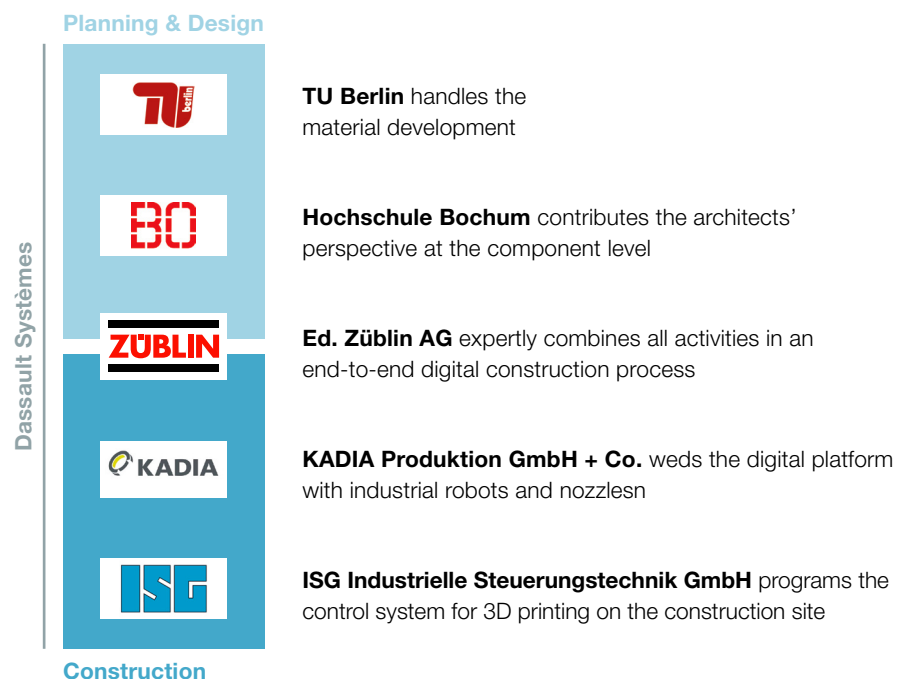 Planning & Design
Dassault Systèmes
TU
berlin
TU Berlin handles the
material development
BO
Hochschule Bochum contributes the architects’
perspective at the component level
ZÜBLIN
Ed. Züblin AG expertly combines all activities in an
end-to-end digital construction process
KADIA
KADIA Produktion GmbH + Co. weds the digital platform
with industrial robots and nozzlesn
ISG
ISG Industrielle Steuerungstechnik GmbH programs the
control system for 3D printing on the construction site
Construction